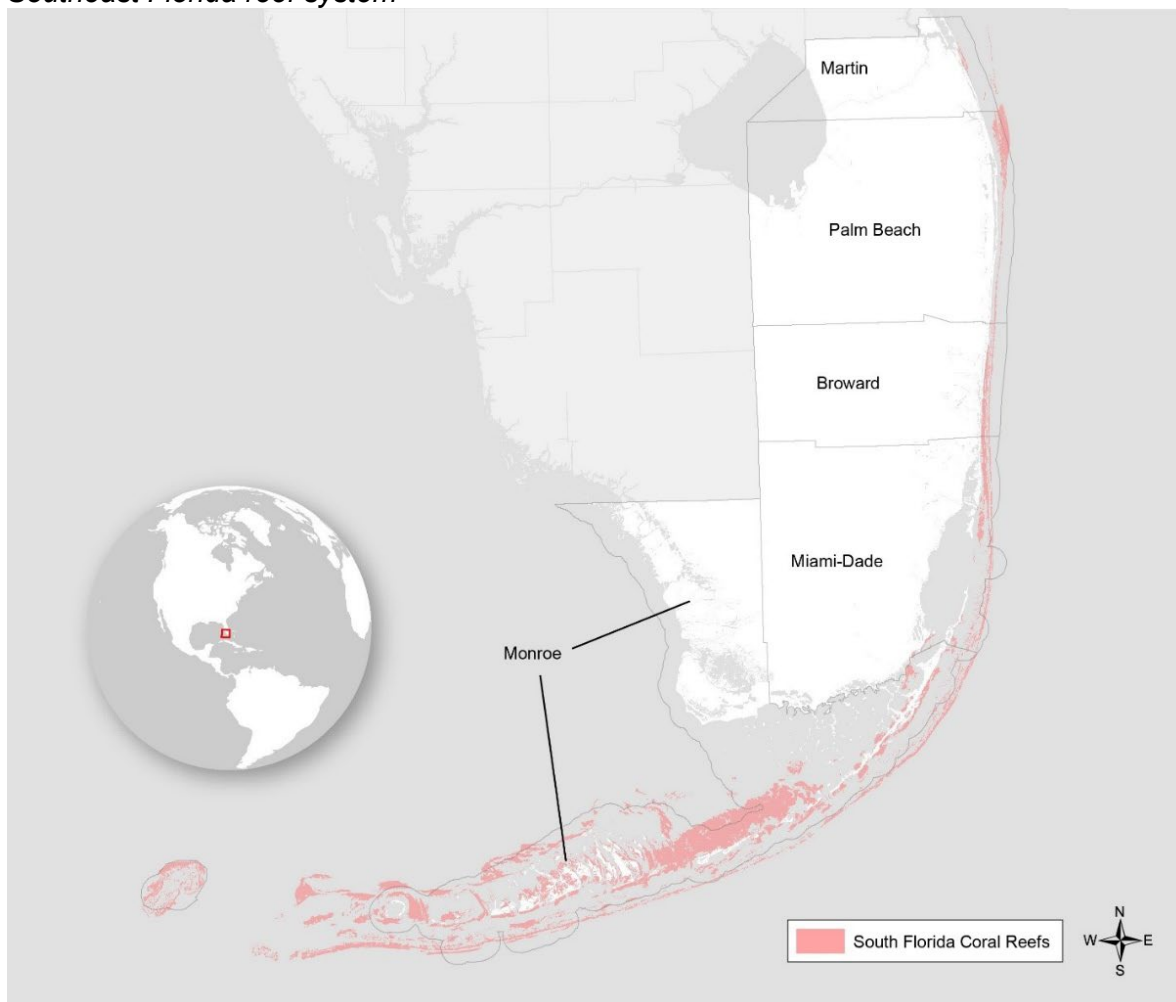 Southeast Florida reef system
Martin
Palm Beach
Broward
Miami-Dade
Monroe
South Florida Coral Reefs
N
W E
S